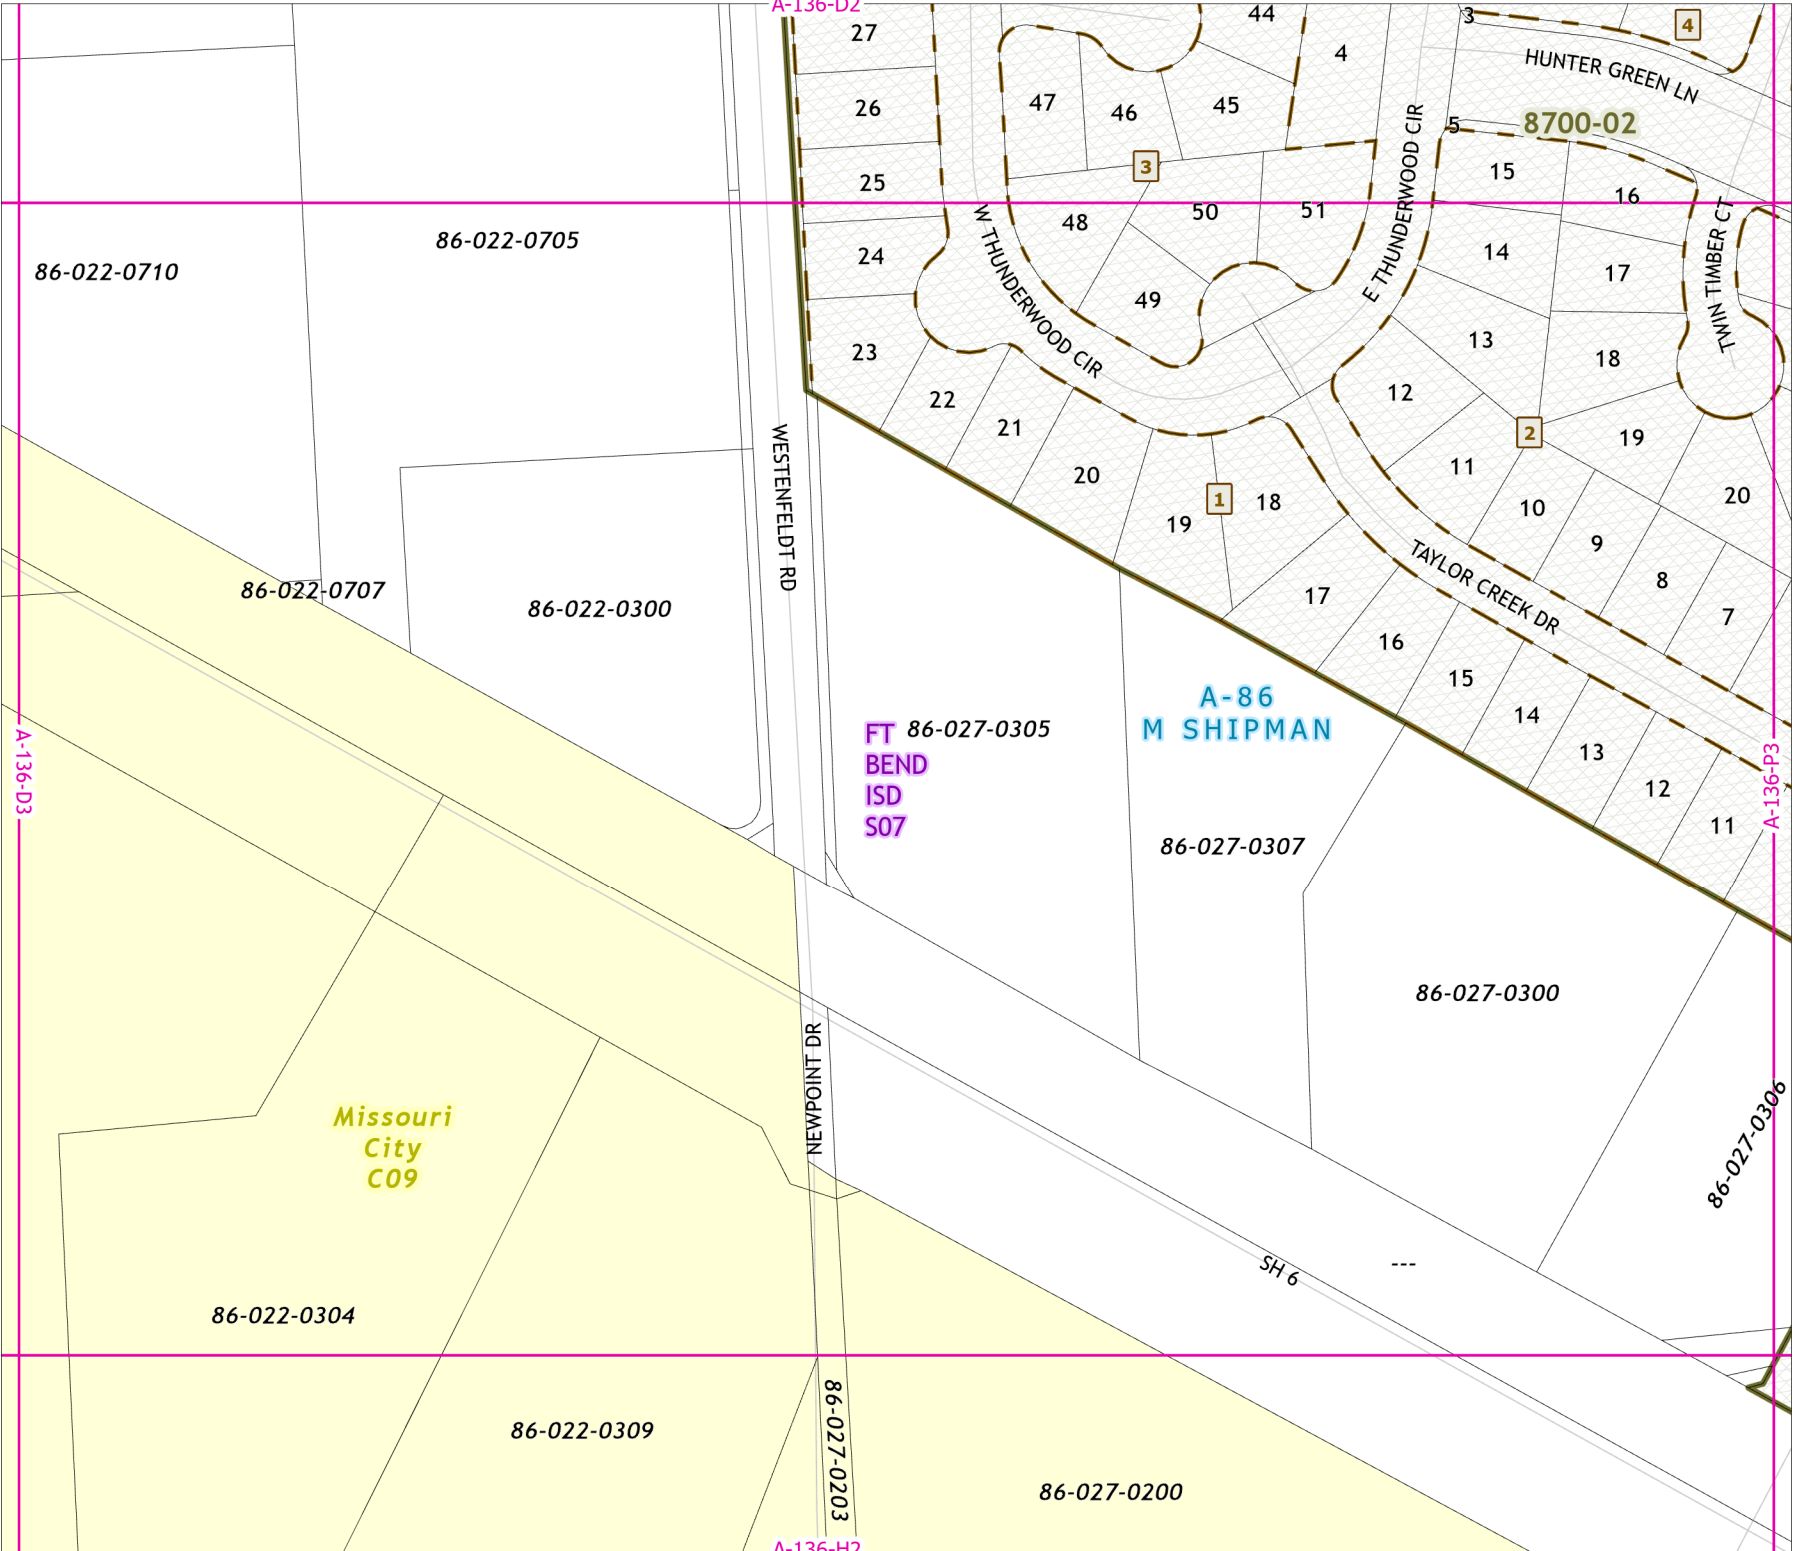 A-136-D2
27
44
4
3
4
HUNTER GREEN LN
26
47
46
45
5
8700-02
25
3
15
16
48
50
51
24
49
14
17
W THUNDERWOOD CIR
E THUNDERWOOD CIR
TWIN TIMBER CT
86-022-0710
86-022-0705
23
13
18
22
12
21
2
19
20
11
1
18
19
10
20
WESTENFELDT RD
9
TAYLOR CREEK DR
8
7
86-022-0707
86-022-0300
17
16
15
14
13
12
11
A-86
M SHIPMAN
FT
BEND
ISD
S07
86-027-0305
A-136-D3
A-136-P3
86-027-0307
86-027-0300
NEWPOINT DR
Missouri
City
C09
86-027-0306
SH 6
---
86-022-0304
86-022-0309
86-027-0203
86-027-0200
A-136-H2